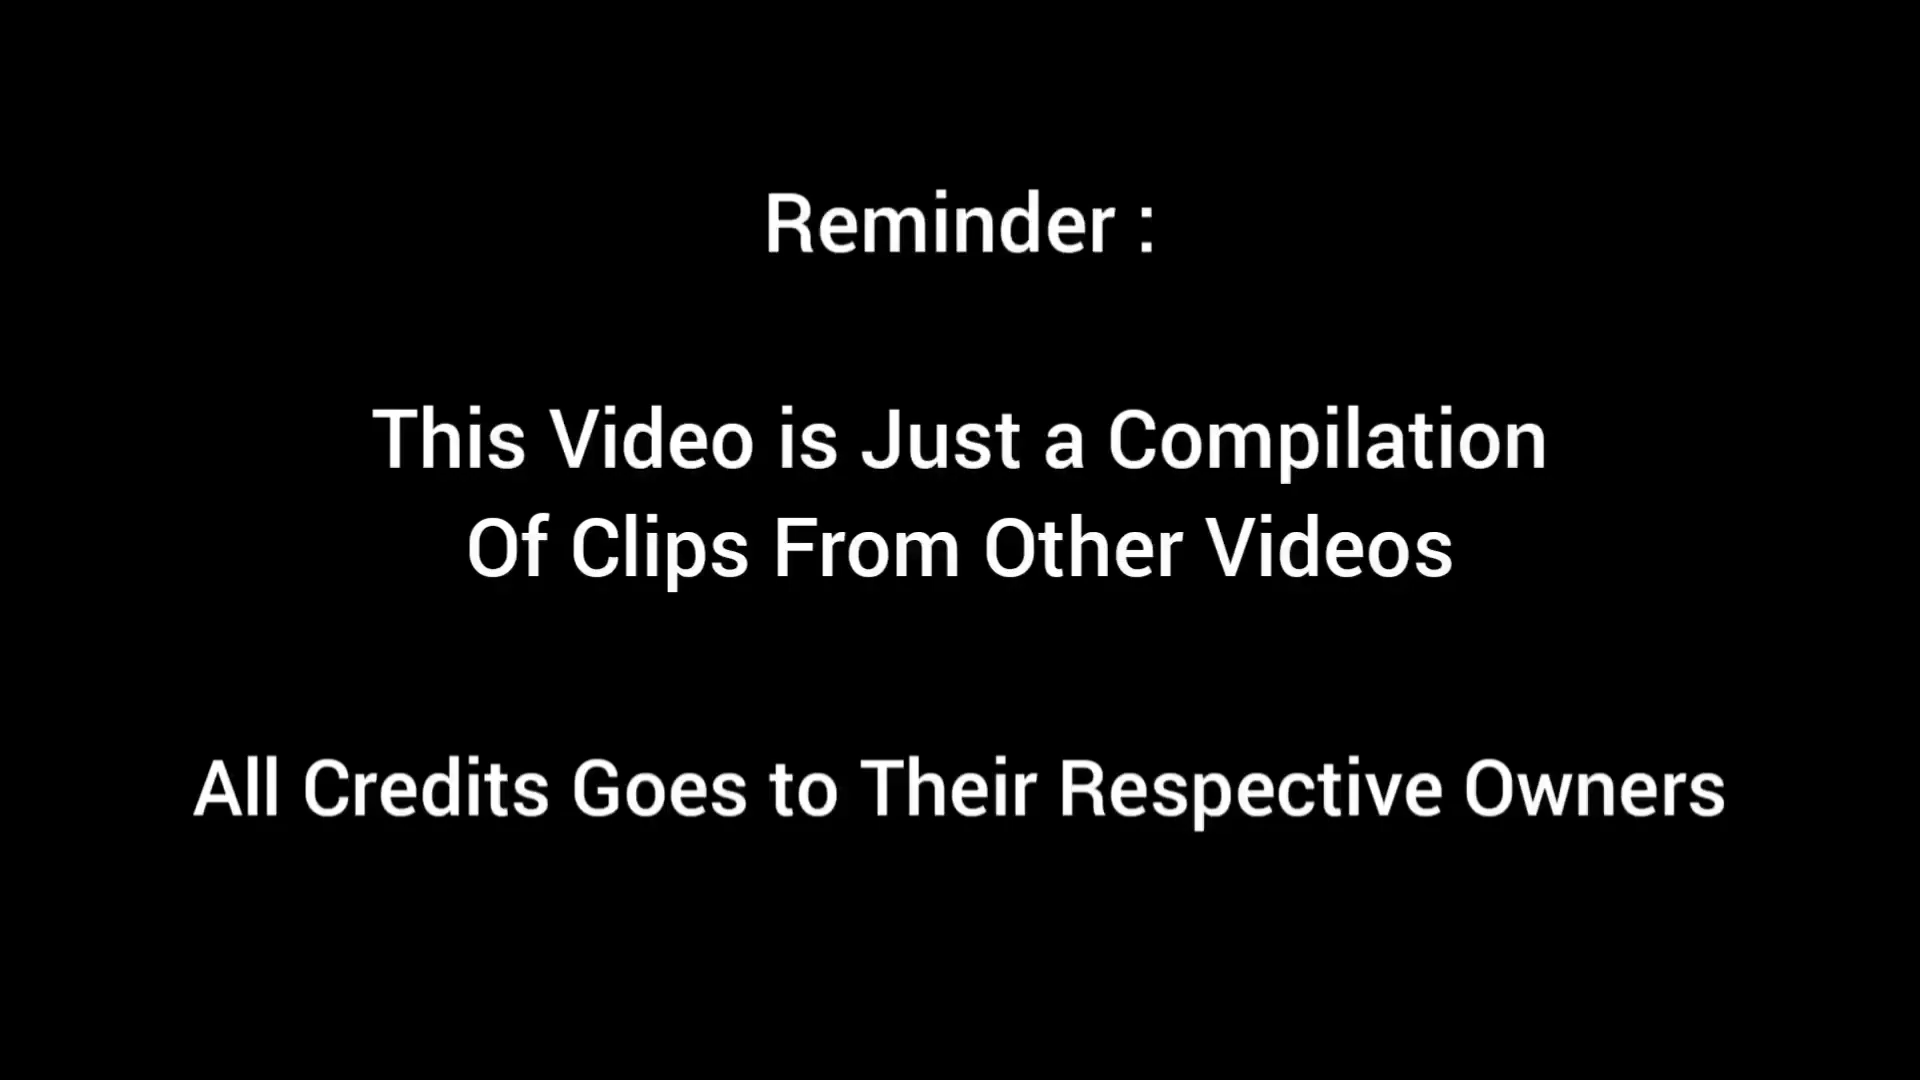 Reminder :
This Video is Just a Compilation
Of Clips From Other Videos
All Credits Goes to Their Respective Owners